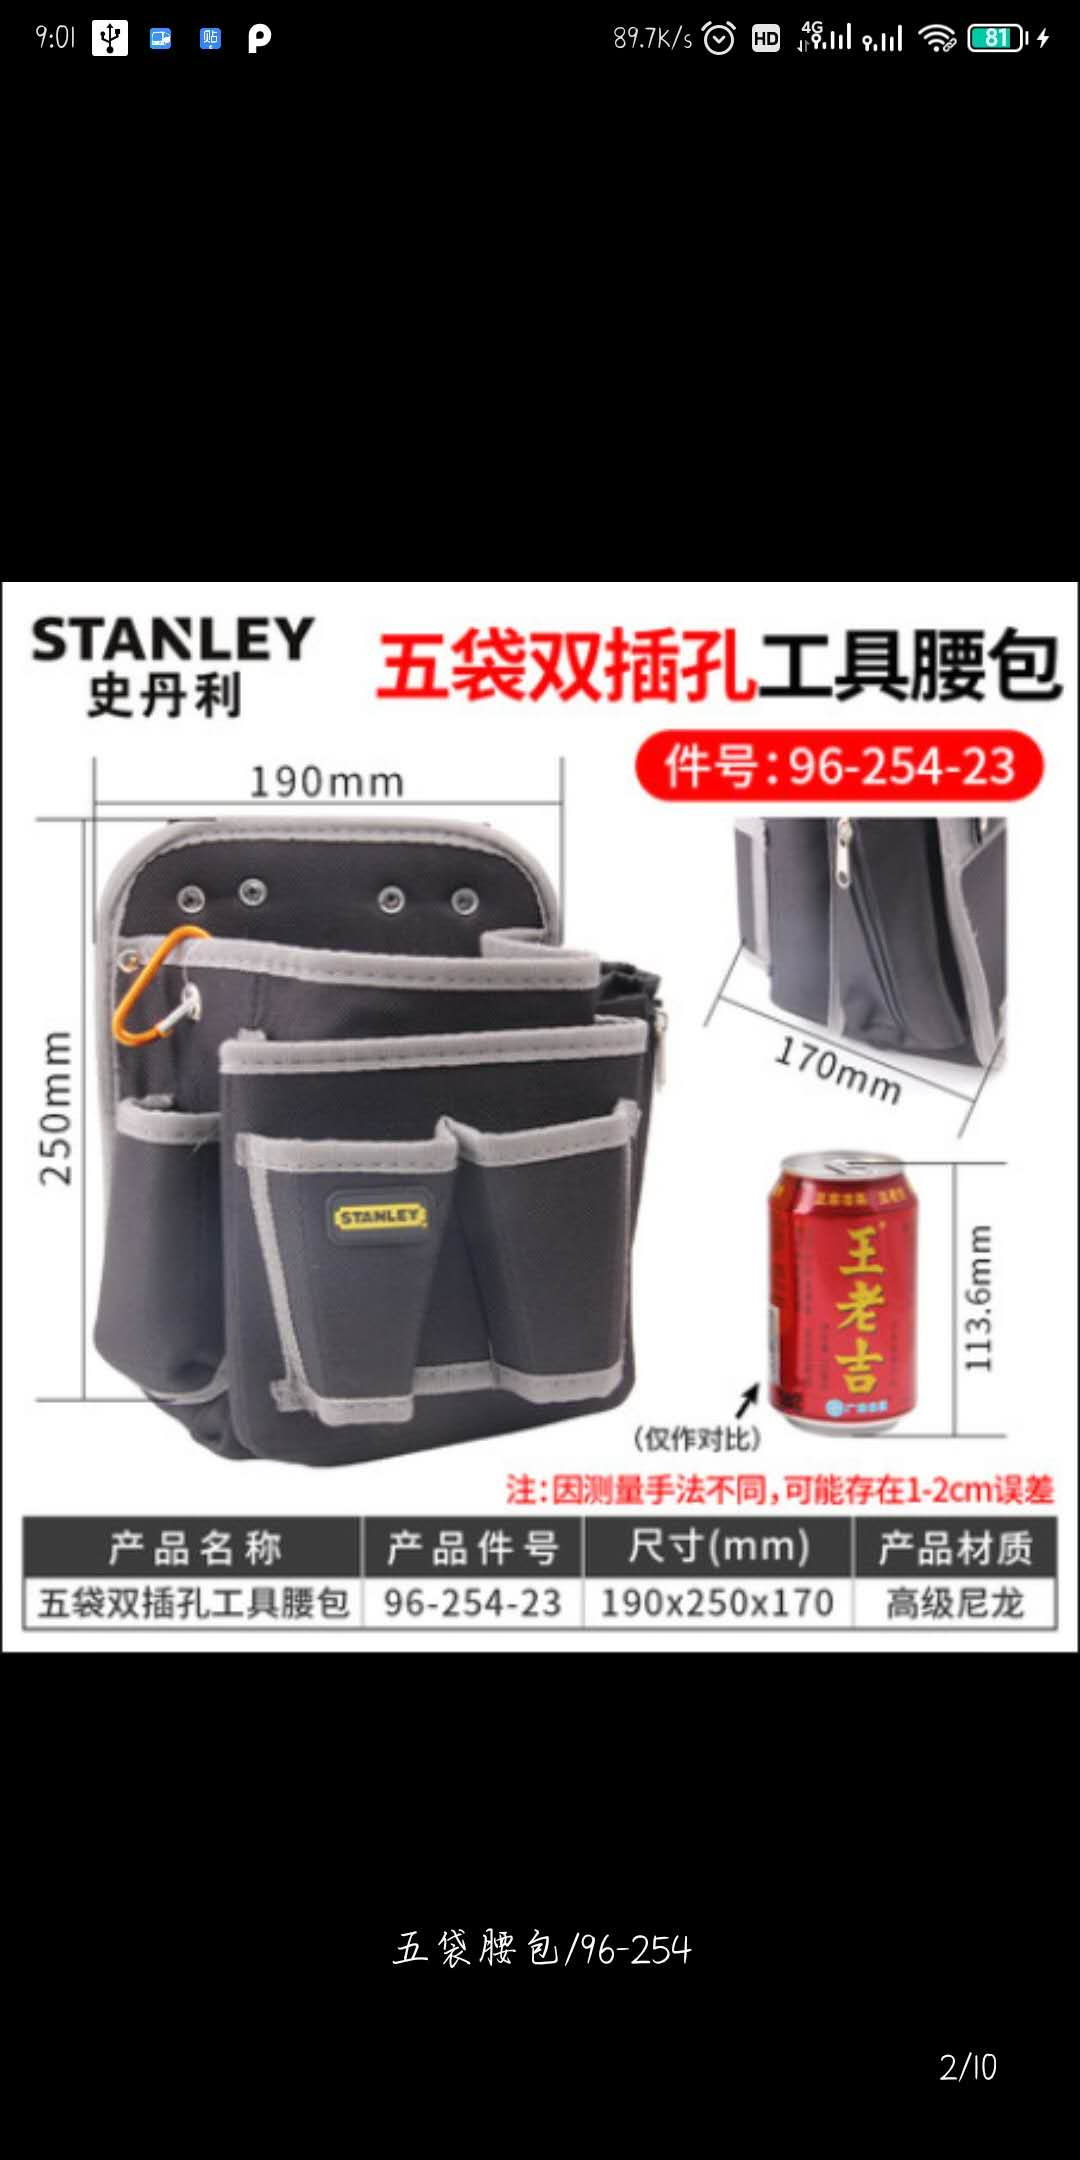 9:01
89.7K/s HD 4G 81
STANLEY
史丹利
五袋双插孔工具腰包
件号：96-254-23
190mm
250mm
170mm
STANLEY
王老吉
113.6mm
（仅作对比）
注：因测量手法不同，可能存在1-2cm误差
产品名称 产品件号 尺寸(mm) 产品材质
五袋双插孔工具腰包 96-254-23 190x250x170 高级尼龙
五袋腰包/96-254
2/10